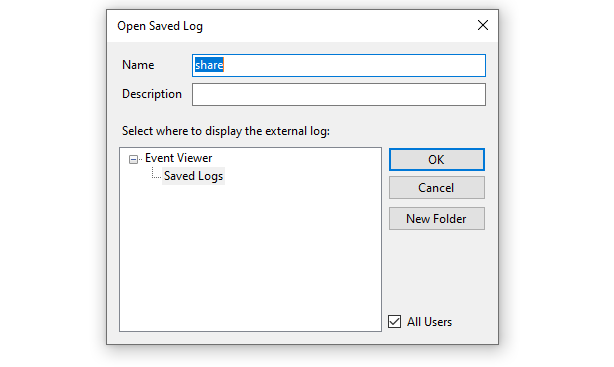 Open Saved Log
Name
share
Description
Select where to display the external log:
Event Viewer
Saved Logs
OK
Cancel
New Folder
All Users